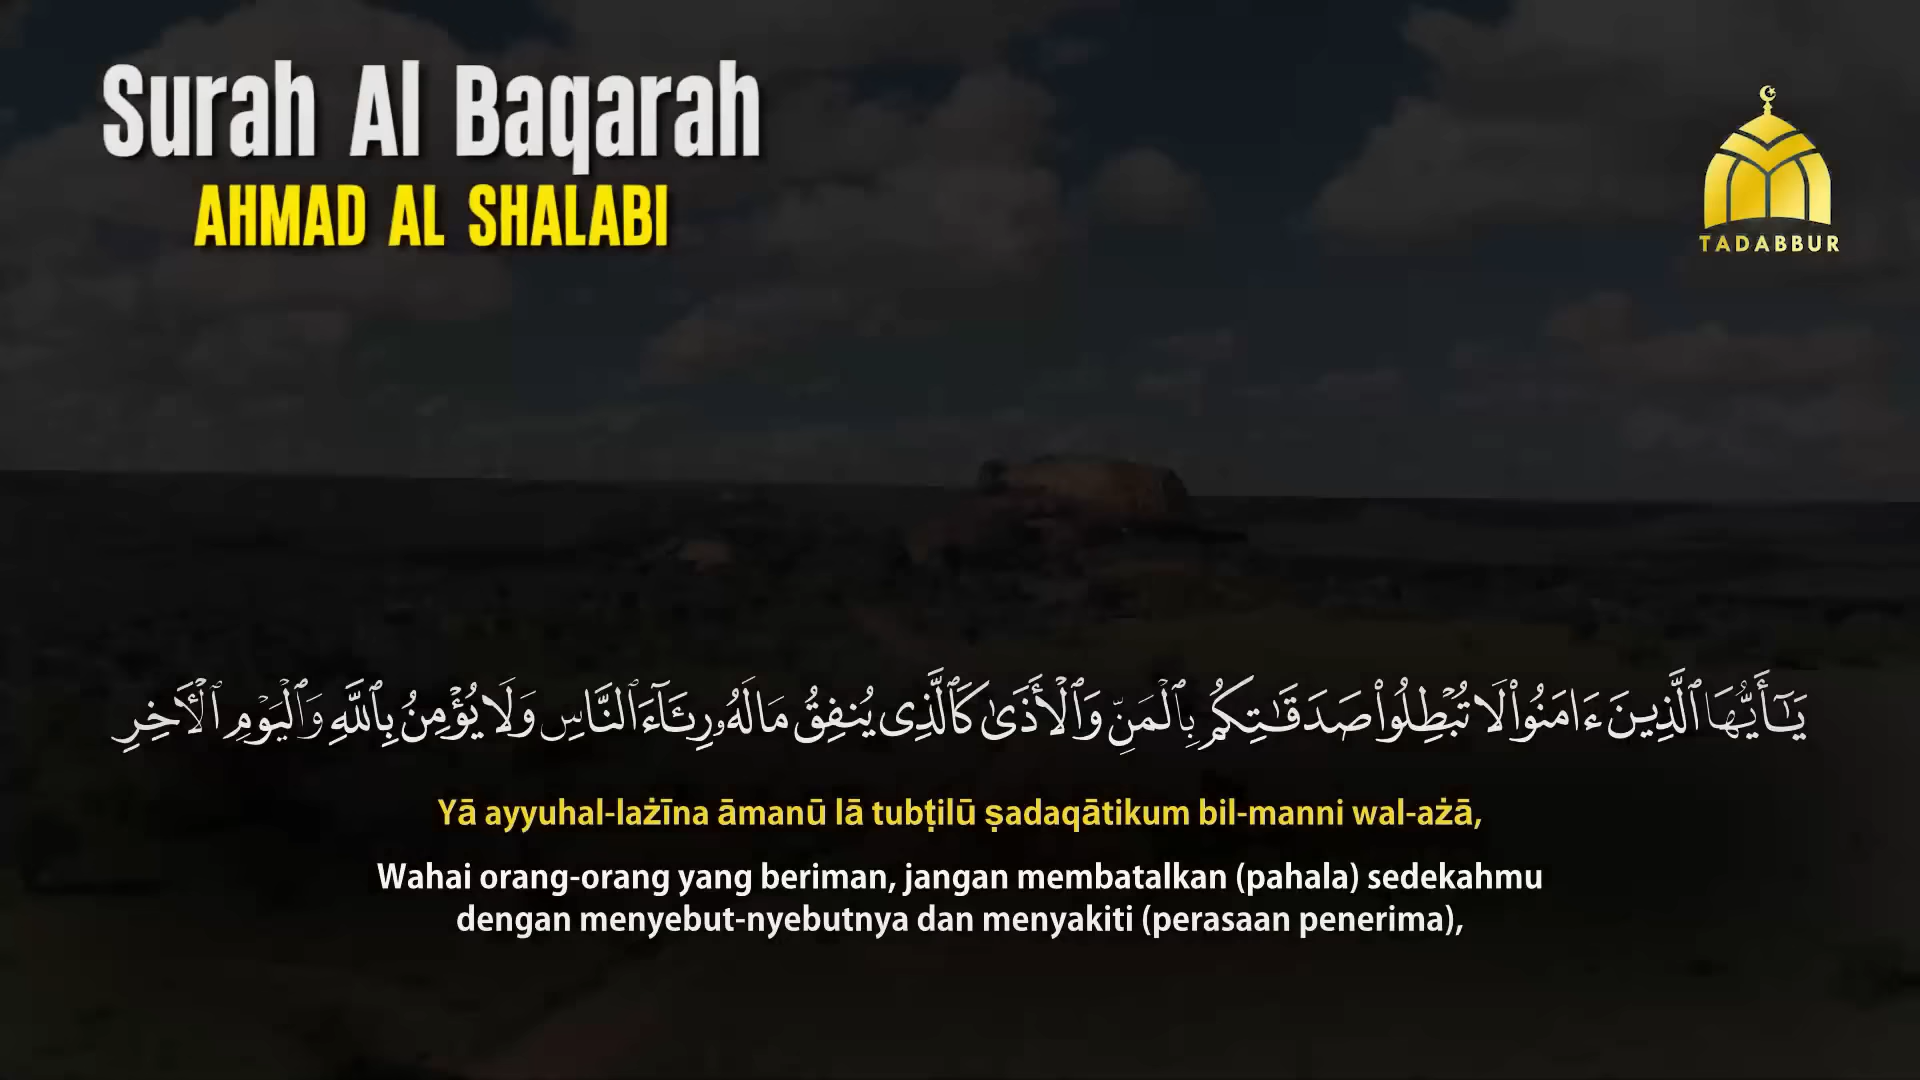 Surah Al Baqarah
AHMAD AL SHALABI
TADABBUR
يَـٰٓأَيُّهَا ٱلَّذِينَ ءَامَنُوا۟ لَا تُبْطِلُوا۟ صَدَقَـٰتِكُم بِٱلْمَنِّ وَٱلْأَذَىٰ كَٱلَّذِى يُنفِقُ مَالَهُۥ رِئَآءَ ٱلنَّاسِ وَلَا يُؤْمِنُ بِٱللَّهِ وَٱلْيَوْمِ ٱلْـَٔاخِرِ
Yā ayyuhal-lażīna āmanū lā tubṭilū ṣadaqātikum bil-manni wal-ażā,
Wahai orang-orang yang beriman, jangan membatalkan (pahala) sedekahmu
dengan menyebut-nyebutnya dan menyakiti (perasaan penerima),